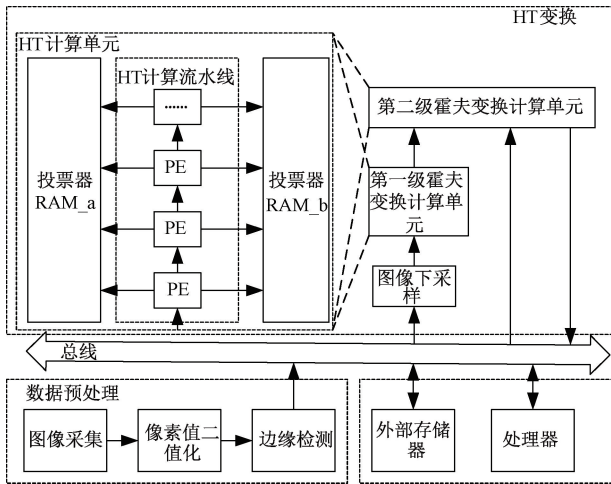 HT变换
HT计算单元
HT计算流水线
......
第二级霍夫变换计算单元
投票器
RAM_a
PE
投票器
RAM_b
第一级霍夫
变换计算单
元
PE
PE
图像下采
样
总线
数据预处理
图像采集
像素值二
值化
边缘检测
外部存储
器
处理器